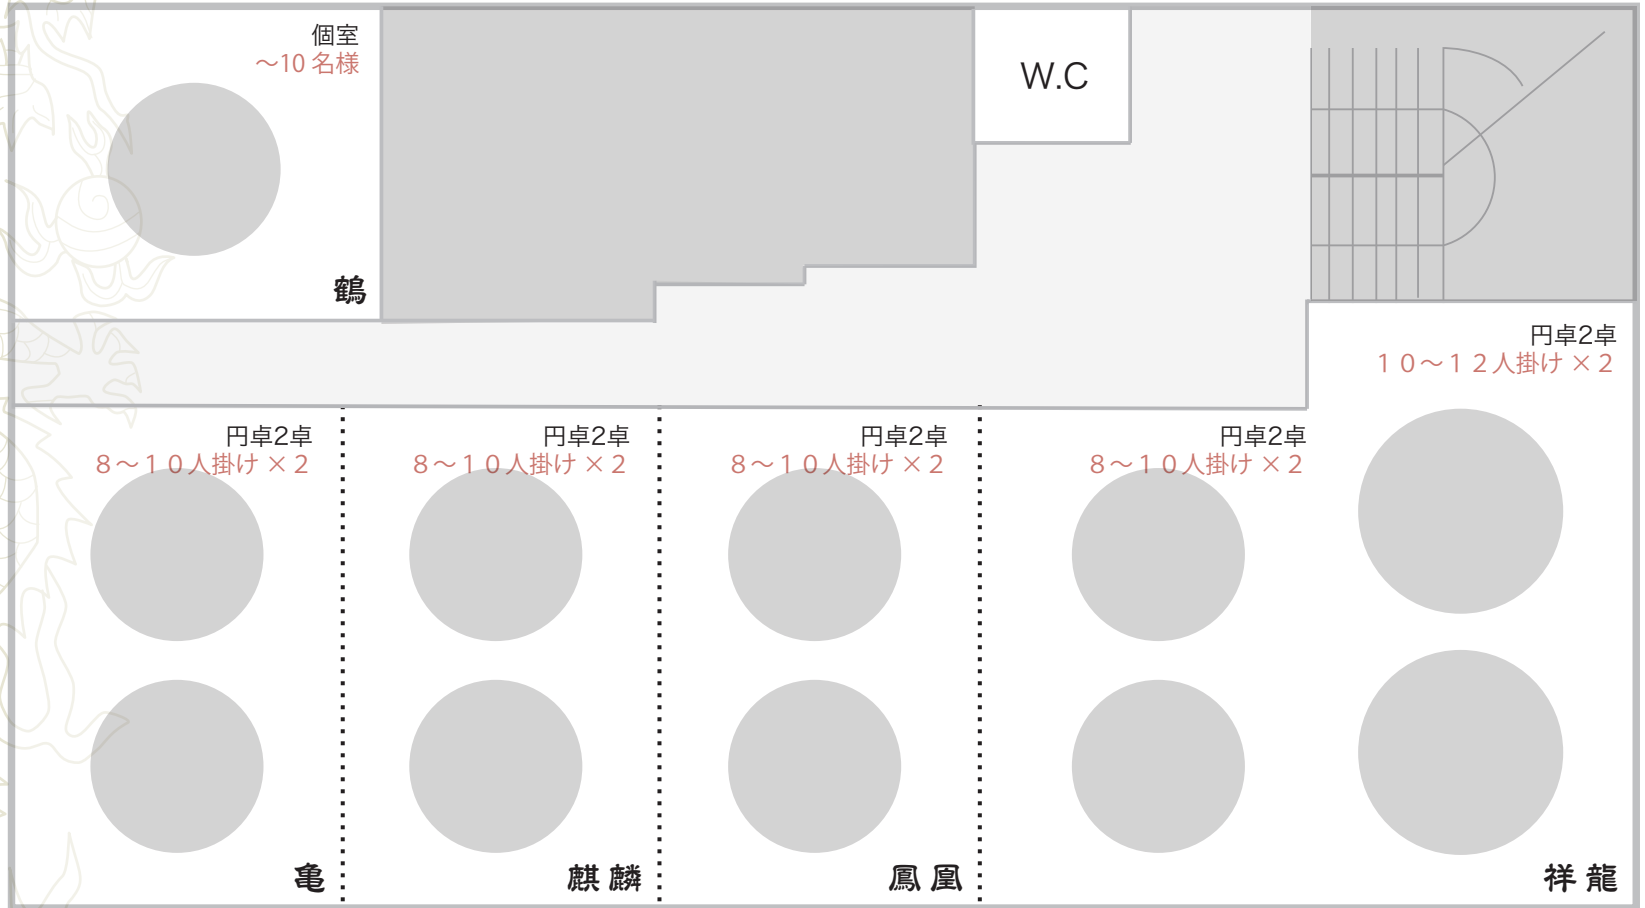 個室
～10 名様
W.C
鶴
円卓2卓
１０～１２人掛け × 2
円卓2卓
８～１０人掛け × 2
円卓2卓
８～１０人掛け × 2
円卓2卓
８～１０人掛け × 2
円卓2卓
８～１０人掛け × 2
亀
麒麟
鳳凰
祥龍